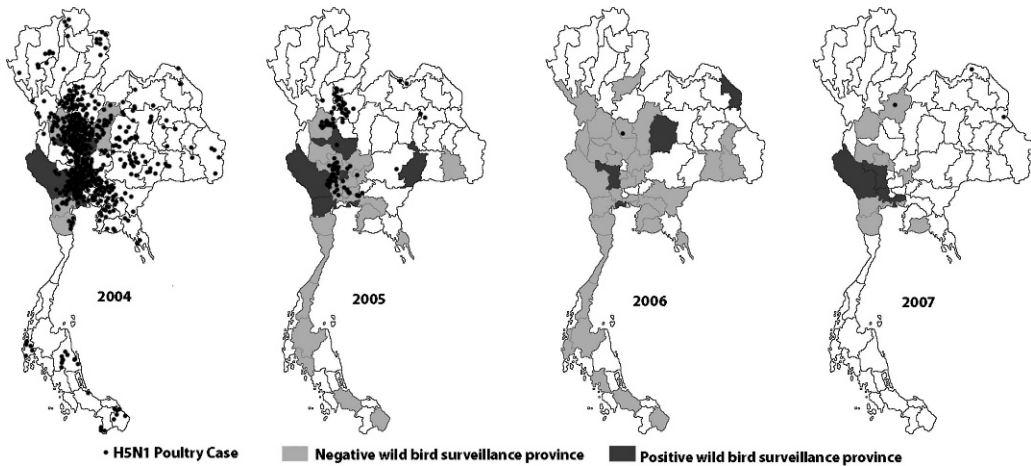 2004
2005
2006
2007
• H5N1 Poultry Case
Negative wild bird surveillance province
Positive wild bird surveillance province